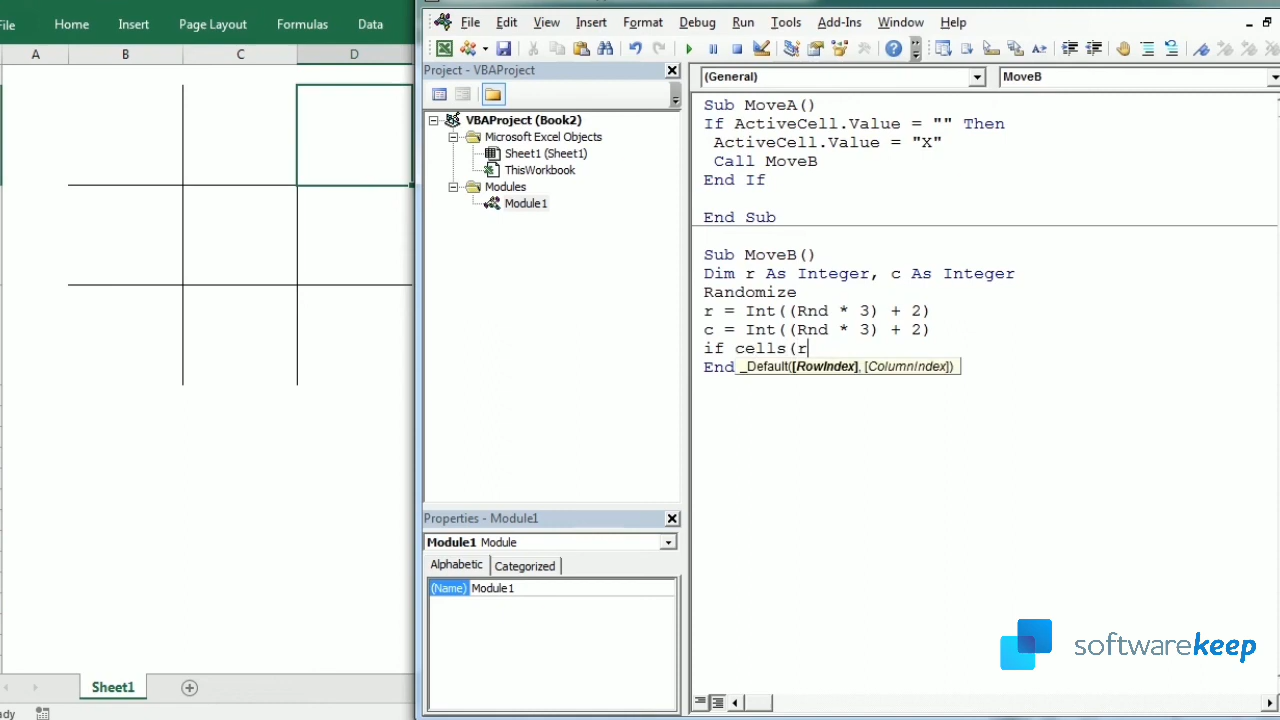 File
Home
Insert
Page Layout
Formulas
Data
A
B
C
D
Sheet1
File Edit View Insert Format Debug Run Tools Add-Ins Window Help
Project - VBAProject
VBAProject (Book2)
Microsoft Excel Objects
Sheet1 (Sheet1)
ThisWorkbook
Modules
Module1
Properties - Module1
Module1 Module
Alphabetic Categorized
(Name) Module1
(General)
MoveB
Sub MoveA()
If ActiveCell.Value = "" Then
ActiveCell.Value = "X"
Call MoveB
End If
End Sub
Sub MoveB()
Dim r As Integer, c As Integer
Randomize
r = Int((Rnd * 3) + 2)
c = Int((Rnd * 3) + 2)
if cells(r
End
_Default([RowIndex], [ColumnIndex])
softwarekeep